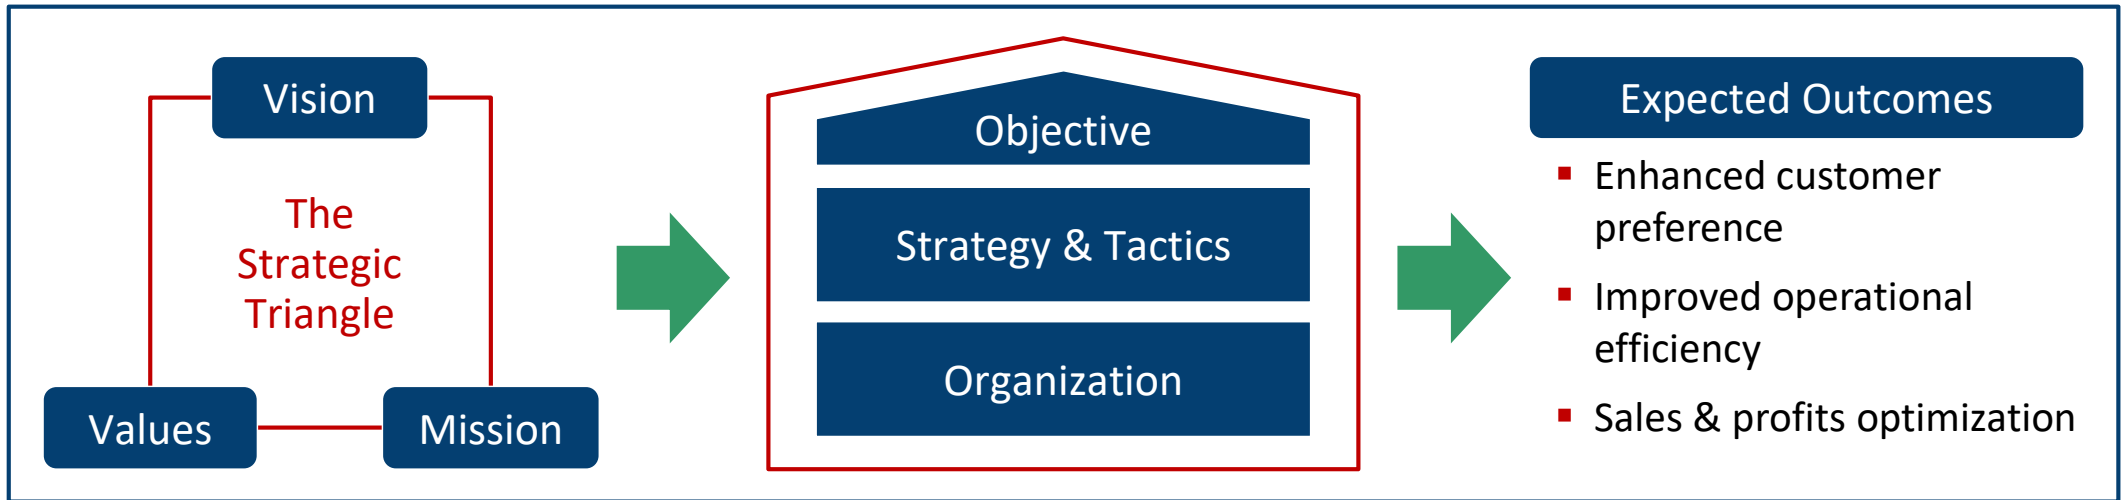 Vision
The
Strategic
Triangle
Values
Mission
Objective
Strategy & Tactics
Organization
Expected Outcomes
▪ Enhanced customer
preference
▪ Improved operational
efficiency
▪ Sales & profits optimization